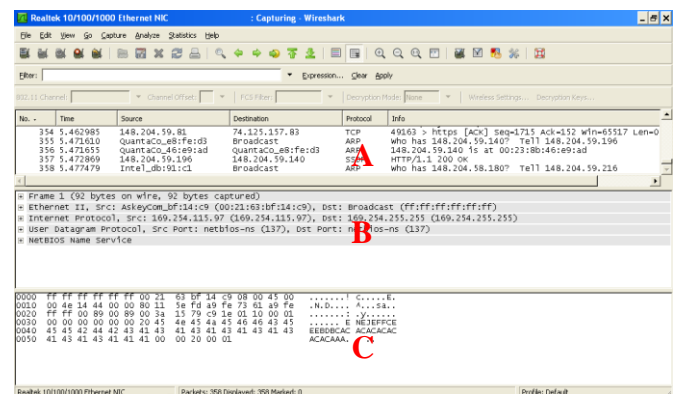 Realtek 10/100/1000 Ethernet NIC : Capturing - Wireshark
File Edit View Go Capture Analyze Statistics Help
Filter: Expression... Clear Apply
802.11 Channel: Channel Offset: FCS Filter: Decryption Mode: None Wireless Settings... Decryption Keys...
No. - Time Source Destination Protocol Info
354 5.462985 148.204.59.81 74.125.157.83 TCP 49163 > https [ACK] Seq=1715 Ack=152 Win=65517 Len=0
355 5.471610 QuantaCo_e8:fe:d3 Broadcast ARP Who has 148.204.59.140? Tell 148.204.59.196
356 5.471655 QuantaCo_46:e9:ad QuantaCo_e8:fe:d3 ARP 148.204.59.140 is at 00:23:8b:46:e9:ad
357 5.472869 148.204.59.196 148.204.59.140 HTTP/1.1 200 OK
358 5.477479 Intel_db:91:c1 Broadcast ARP Who has 148.204.58.180? Tell 148.204.59.216
A
Frame 1 (92 bytes on wire, 92 bytes captured)
Ethernet II, Src: AskeyCom_bf:14:c9 (00:21:63:bf:14:c9), Dst: Broadcast (ff:ff:ff:ff:ff:ff)
Internet Protocol, Src: 169.254.115.97 (169.254.115.97), Dst: 169.254.255.255 (169.254.255.255)
User Datagram Protocol, Src Port: netbios-ns (137), Dst Port: netbios-ns (137)
NetBIOS Name Service
B
0000 ff ff ff ff ff ff 00 21 63 bf 14 c9 08 00 45 00 .......! c.....E.
0010 00 4e 14 44 00 00 80 11 5e fd a9 fe 73 61 a9 fe .N.D.... ^...sa..
0020 ff ff 00 89 00 89 00 3a 15 79 c9 1e 01 10 00 01 .......: .y......
0030 00 00 00 00 00 00 20 45 4e 45 4a 45 46 46 43 45 ...... E NEJEFFCE
0040 45 45 42 44 42 43 41 43 41 43 41 43 41 43 41 43 EEBDBCAC ACACACAC
0050 41 43 41 43 41 41 41 00 00 20 00 01 ACACAAA. . ..
C
Realtek 10/100/1000 Ethernet NIC Packets: 358 Displayed: 358 Marked: 0 Profile: Default